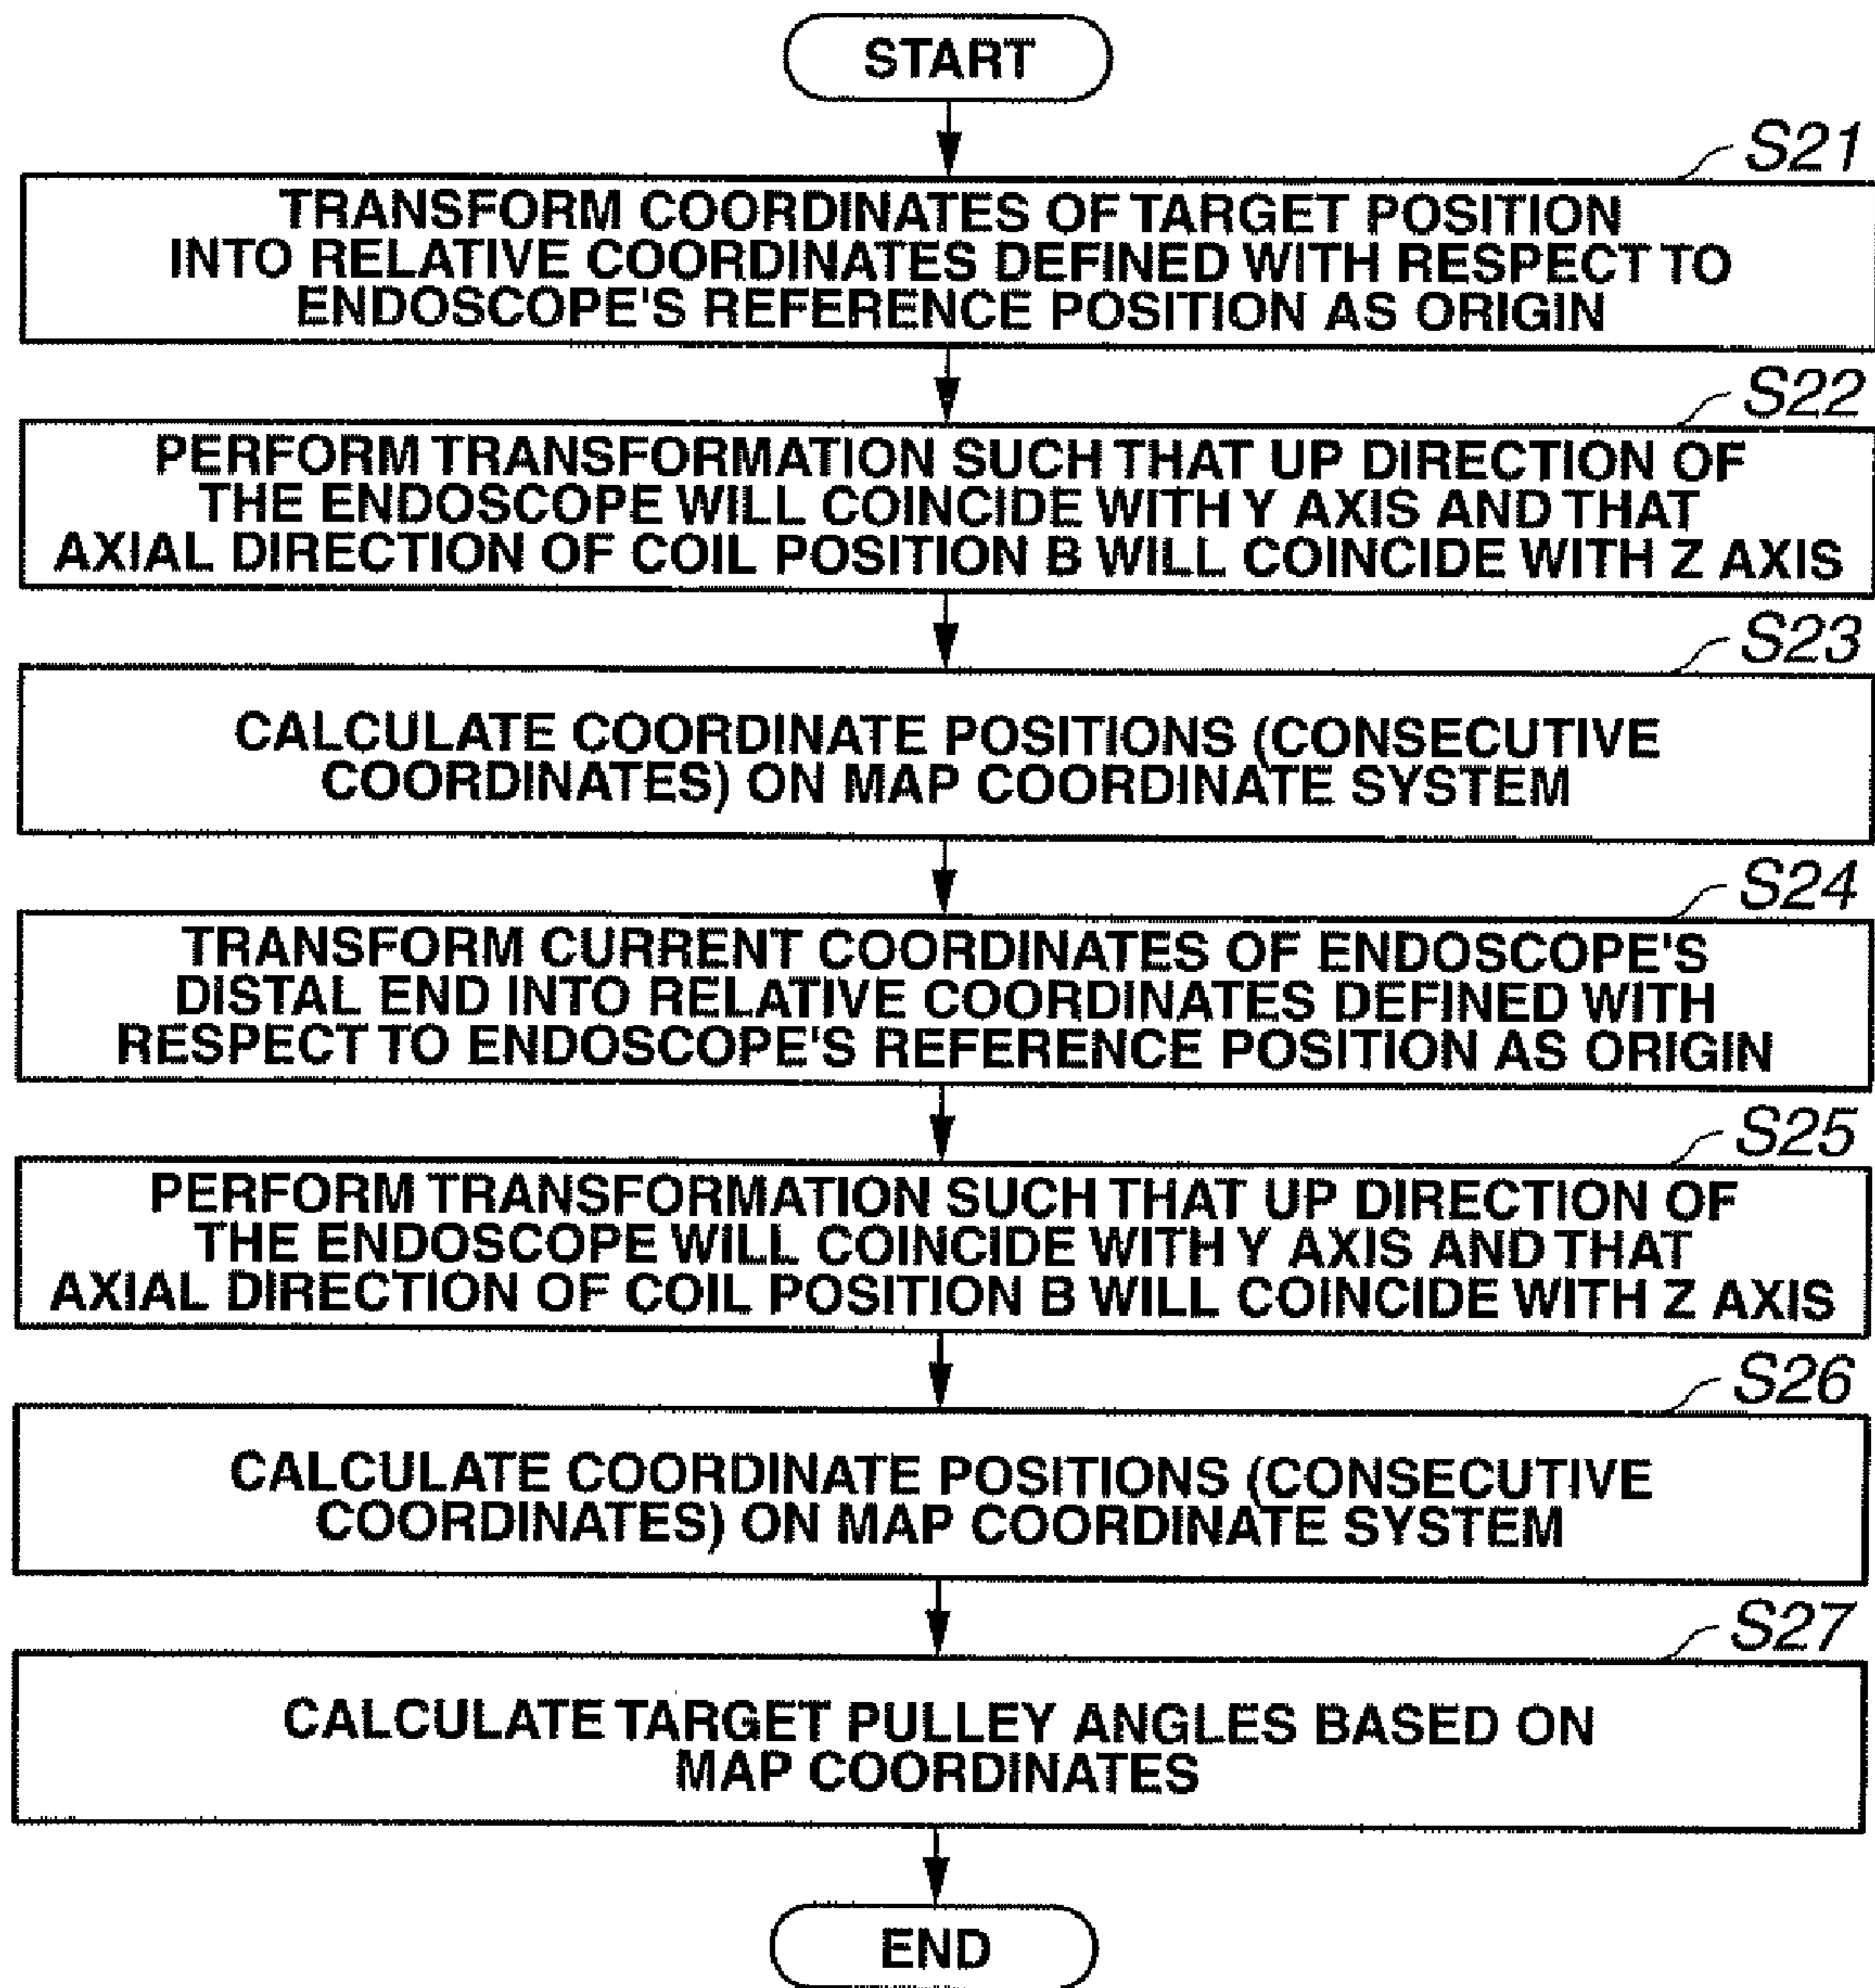 START
S21
TRANSFORM COORDINATES OF TARGET POSITION
INTO RELATIVE COORDINATES DEFINED WITH RESPECT TO
ENDOSCOPE'S REFERENCE POSITION AS ORIGIN
S22
PERFORM TRANSFORMATION SUCH THAT UP DIRECTION OF
THE ENDOSCOPE WILL COINCIDE WITH Y AXIS AND THAT
AXIAL DIRECTION OF COIL POSITION B WILL COINCIDE WITH Z AXIS
S23
CALCULATE COORDINATE POSITIONS (CONSECUTIVE
COORDINATES) ON MAP COORDINATE SYSTEM
S24
TRANSFORM CURRENT COORDINATES OF ENDOSCOPE'S
DISTAL END INTO RELATIVE COORDINATES DEFINED WITH
RESPECT TO ENDOSCOPE'S REFERENCE POSITION AS ORIGIN
S25
PERFORM TRANSFORMATION SUCH THAT UP DIRECTION OF
THE ENDOSCOPE WILL COINCIDE WITH Y AXIS AND THAT
AXIAL DIRECTION OF COIL POSITION B WILL COINCIDE WITH Z AXIS
S26
CALCULATE COORDINATE POSITIONS (CONSECUTIVE
COORDINATES) ON MAP COORDINATE SYSTEM
S27
CALCULATE TARGET PULLEY ANGLES BASED ON
MAP COORDINATES
END